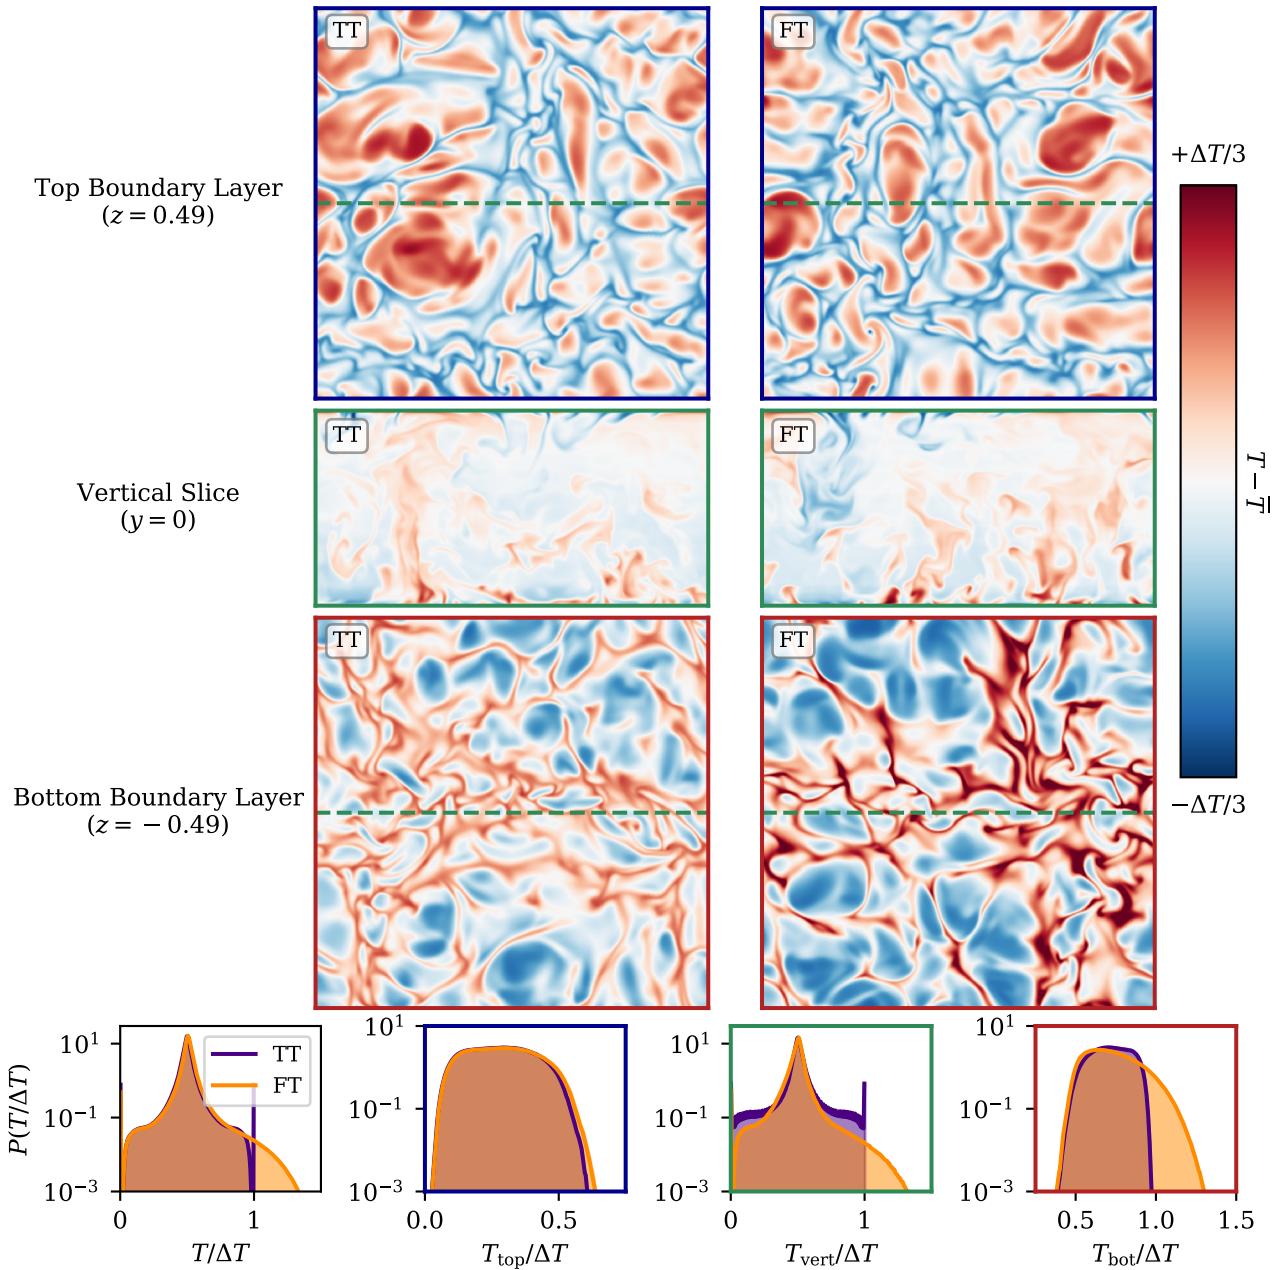 TT
FT
Top Boundary Layer
(z = 0.49)
+ΔT/3
TT
FT
Vertical Slice
(y = 0)
T − T̅
TT
FT
Bottom Boundary Layer
(z = −0.49)
−ΔT/3
P(T/ΔT)
10¹
10⁻¹
10⁻³
0
1
T/ΔT
TT
FT
10¹
10⁻¹
10⁻³
0.0
0.5
T_top/ΔT
10¹
10⁻¹
10⁻³
0
1
T_vert/ΔT
10¹
10⁻¹
10⁻³
0.5
1.0
1.5
T_bot/ΔT